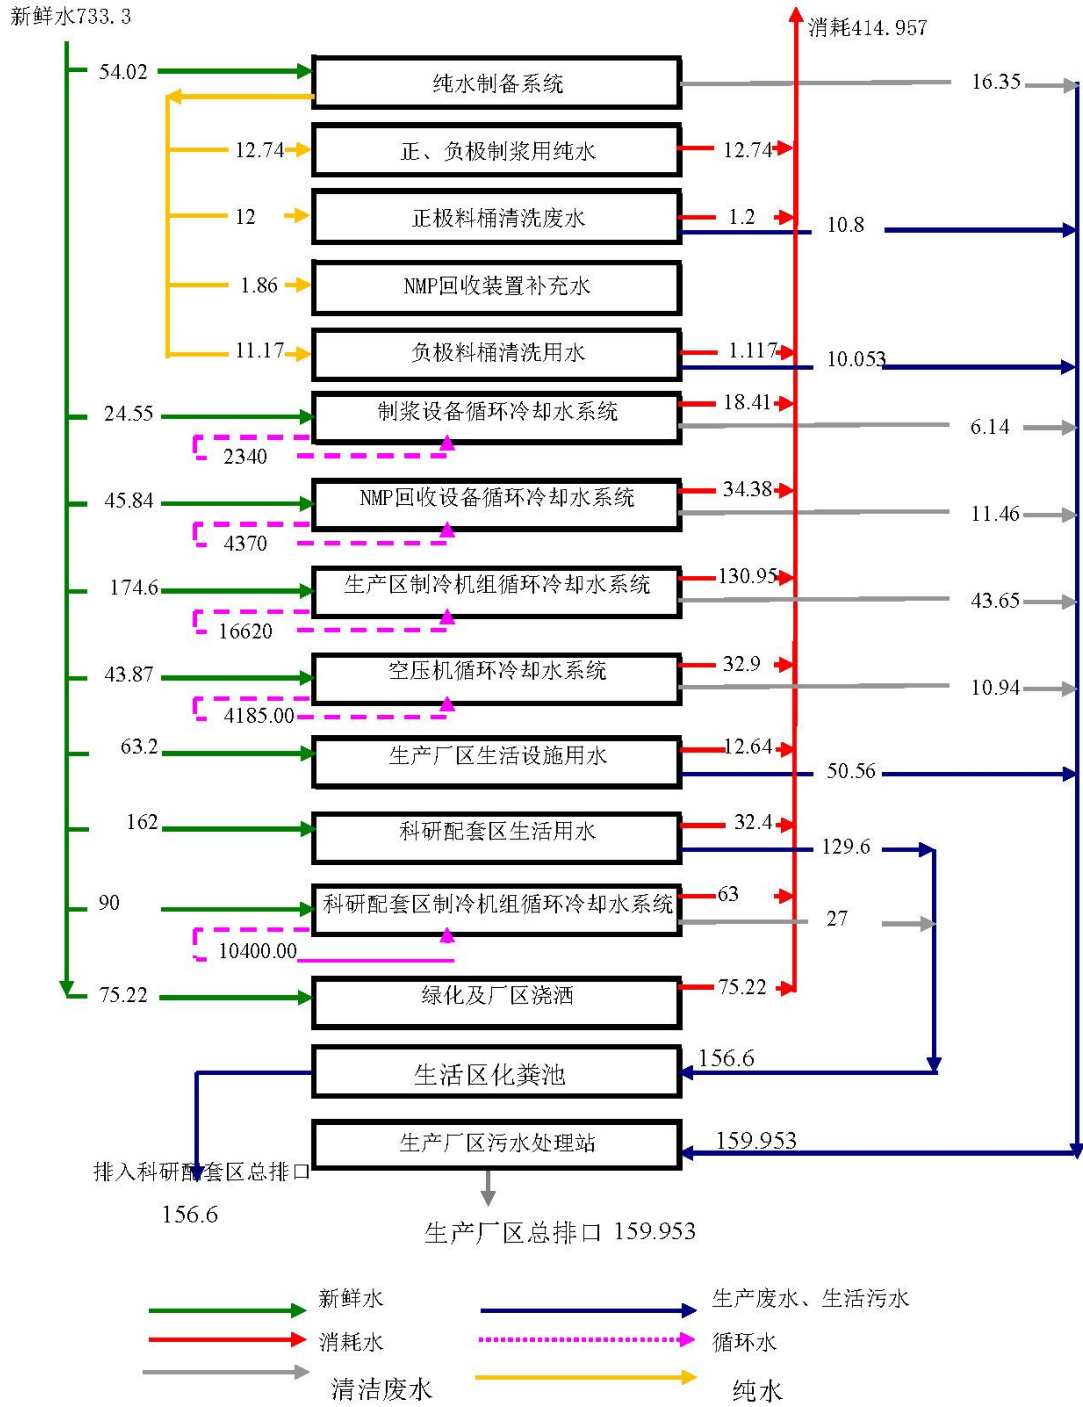 新鲜水733.3
消耗414.957
54.02
纯水制备系统
16.35
12.74
正、负极制浆用纯水
12.74
12
正极料桶清洗废水
1.2
10.8
1.86
NMP回收装置补充水
11.17
负极料桶清洗用水
1.117
10.053
24.55
制浆设备循环冷却水系统
18.41
6.14
2340
45.84
NMP回收设备循环冷却水系统
34.38
11.46
4370
174.6
生产区制冷机组循环冷却水系统
130.95
43.65
16620
43.87
空压机循环冷却水系统
32.9
10.94
4185.00
63.2
生产厂区生活设施用水
12.64
50.56
162
科研配套区生活用水
32.4
129.6
90
科研配套区制冷机组循环冷却水系统
63
27
10400.00
75.22
绿化及厂区浇洒
75.22
生活区化粪池
156.6
生产厂区污水处理站
159.953
排入科研配套区总排口
156.6
生产厂区总排口 159.953
新鲜水
生产废水、生活污水
消耗水
循环水
清洁废水
纯水